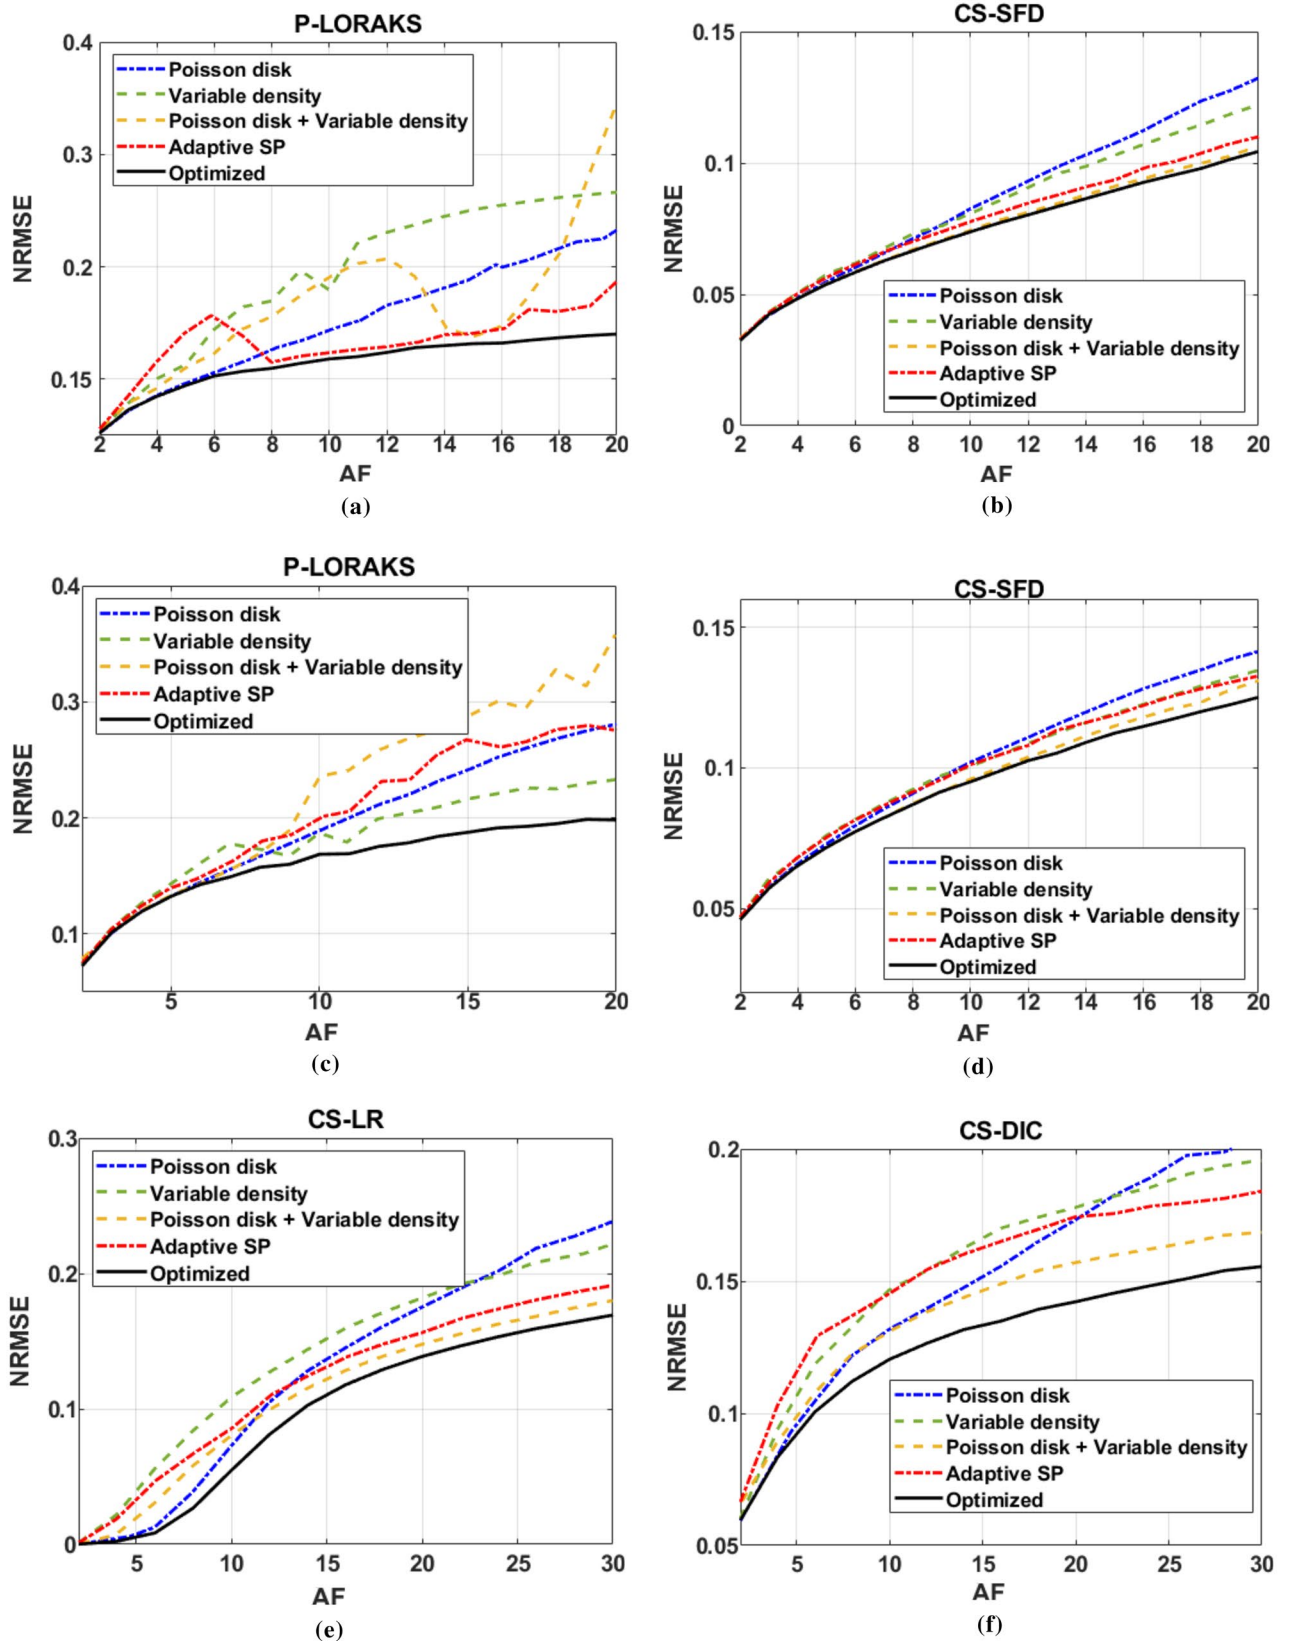 P-LORAKS
0.4
0.3
0.2
0.15
NRMSE
Poisson disk
Variable density
Poisson disk + Variable density
Adaptive SP
Optimized
2 4 6 8 10 12 14 16 18 20
AF
(a)
CS-SFD
0.15
0.1
0.05
0
NRMSE
Poisson disk
Variable density
Poisson disk + Variable density
Adaptive SP
Optimized
2 4 6 8 10 12 14 16 18 20
AF
(b)
P-LORAKS
0.4
0.3
0.2
0.1
NRMSE
Poisson disk
Variable density
Poisson disk + Variable density
Adaptive SP
Optimized
5 10 15 20
AF
(c)
CS-SFD
0.15
0.1
0.05
NRMSE
Poisson disk
Variable density
Poisson disk + Variable density
Adaptive SP
Optimized
2 4 6 8 10 12 14 16 18 20
AF
(d)
CS-LR
0.3
0.2
0.1
0
NRMSE
Poisson disk
Variable density
Poisson disk + Variable density
Adaptive SP
Optimized
5 10 15 20 25 30
AF
(e)
CS-DIC
0.2
0.15
0.1
0.05
NRMSE
Poisson disk
Variable density
Poisson disk + Variable density
Adaptive SP
Optimized
5 10 15 20 25 30
AF
(f)